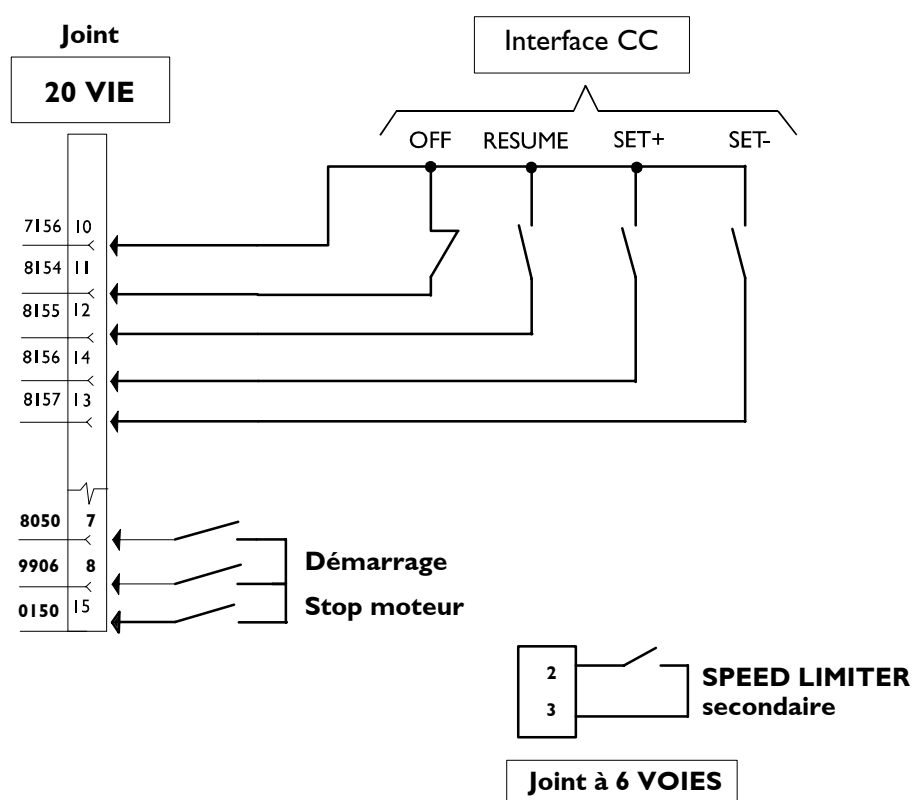 Joint
20 VIE
Interface CC
OFF RESUME SET+ SET-
7156 10
8154 11
8155 12
8156 14
8157 13
8050 7
9906 8
0150 15
Démarrage
Stop moteur
2
3
SPEED LIMITER
secondaire
Joint à 6 VOIES